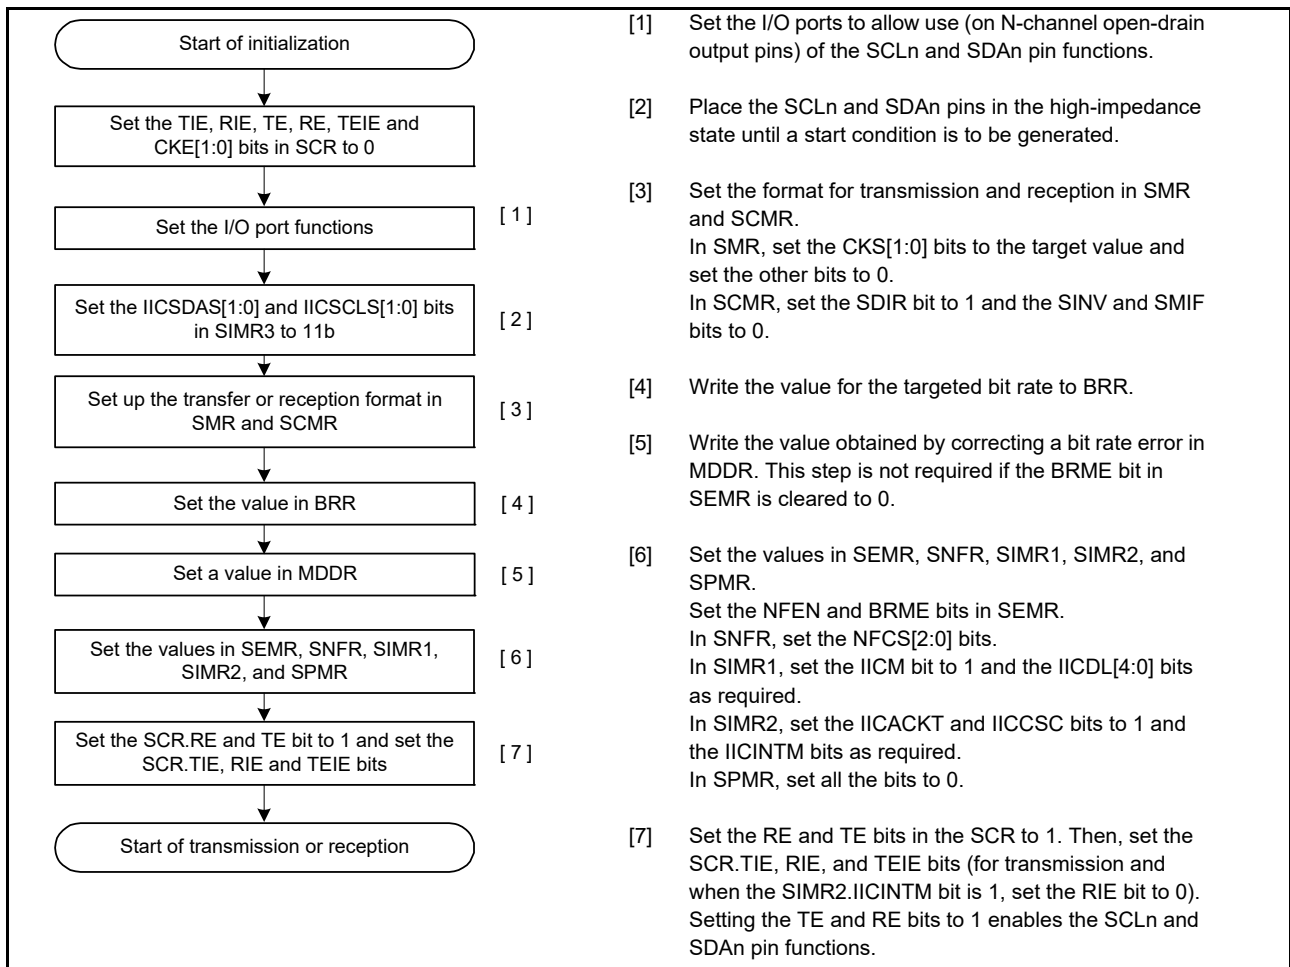 Start of initialization
Set the TIE, RIE, TE, RE, TEIE and
CKE[1:0] bits in SCR to 0
Set the I/O port functions
[ 1 ]
Set the IICSDAS[1:0] and IICSCLS[1:0] bits
in SIMR3 to 11b
[ 2 ]
Set up the transfer or reception format in
SMR and SCMR
[ 3 ]
Set the value in BRR
[ 4 ]
Set a value in MDDR
[ 5 ]
Set the values in SEMR, SNFR, SIMR1,
SIMR2, and SPMR
[ 6 ]
Set the SCR.RE and TE bit to 1 and set the
SCR.TIE, RIE and TEIE bits
[ 7 ]
Start of transmission or reception
[1] Set the I/O ports to allow use (on N-channel open-drain
output pins) of the SCLn and SDAn pin functions.
[2] Place the SCLn and SDAn pins in the high-impedance
state until a start condition is to be generated.
[3] Set the format for transmission and reception in SMR
and SCMR.
In SMR, set the CKS[1:0] bits to the target value and
set the other bits to 0.
In SCMR, set the SDIR bit to 1 and the SINV and SMIF
bits to 0.
[4] Write the value for the targeted bit rate to BRR.
[5] Write the value obtained by correcting a bit rate error in
MDDR. This step is not required if the BRME bit in
SEMR is cleared to 0.
[6] Set the values in SEMR, SNFR, SIMR1, SIMR2, and
SPMR.
Set the NFEN and BRME bits in SEMR.
In SNFR, set the NFCS[2:0] bits.
In SIMR1, set the IICM bit to 1 and the IICDL[4:0] bits
as required.
In SIMR2, set the IICACKT and IICCSC bits to 1 and
the IICINTM bits as required.
In SPMR, set all the bits to 0.
[7] Set the RE and TE bits in the SCR to 1. Then, set the
SCR.TIE, RIE, and TEIE bits (for transmission and
when the SIMR2.IICINTM bit is 1, set the RIE bit to 0).
Setting the TE and RE bits to 1 enables the SCLn and
SDAn pin functions.